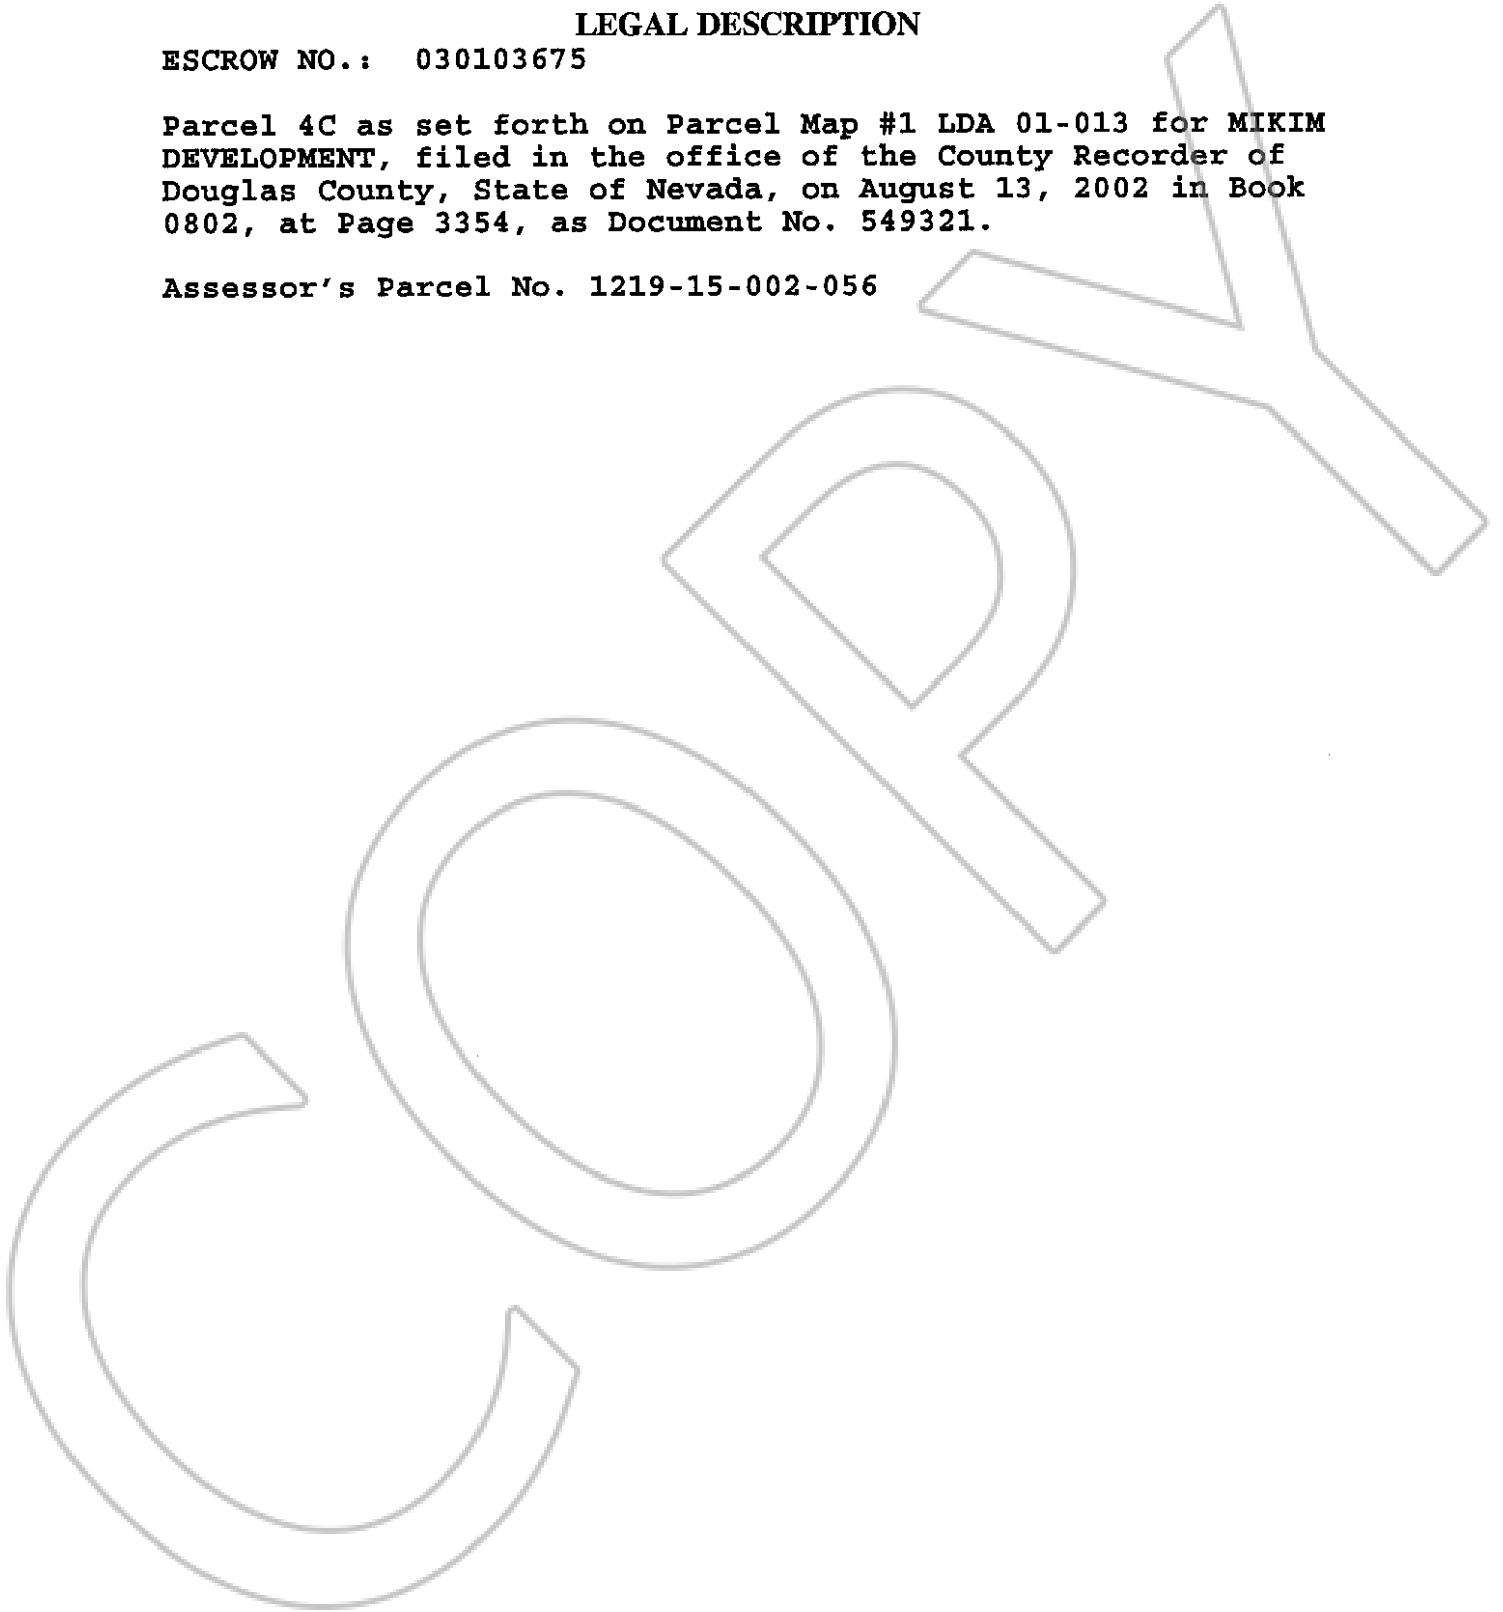 LEGAL DESCRIPTION
ESCROW NO.: 030103675
Parcel 4C as set forth on Parcel Map #1 LDA 01-013 for MIKIM
DEVELOPMENT, filed in the office of the County Recorder of
Douglas County, State of Nevada, on August 13, 2002 in Book
0802, at Page 3354, as Document No. 549321.
Assessor's Parcel No. 1219-15-002-056
COPY